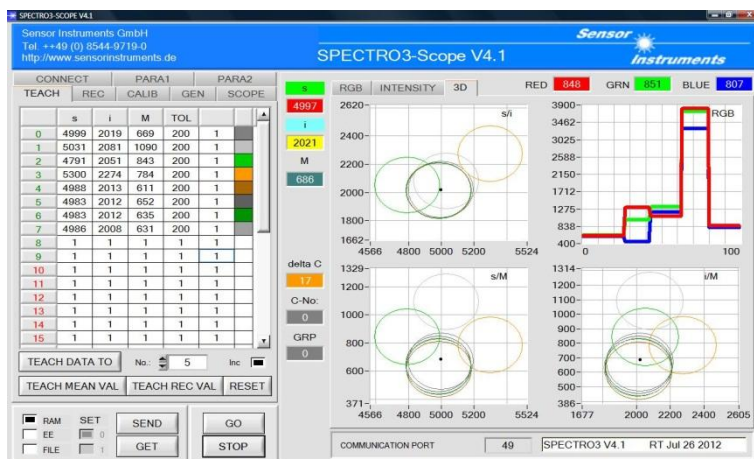 SPECTRO3-SCOPE V4.1
Sensor Instruments GmbH
Tel. ++49 (0) 8544-9719-0
http://www.sensorinstruments.de
SPECTRO3-Scope V4.1
Sensor
Instruments
CONNECT PARA1 PARA2
TEACH REC CALIB GEN SCOPE
s i M TOL
0 4999 2019 669 200 1
1 5031 2081 1090 200 1
2 4791 2051 843 200 1
3 5300 2274 784 200 1
4 4988 2013 611 200 1
5 4983 2012 652 200 1
6 4983 2012 635 200 1
7 4986 2008 631 200 1
8 1 1 1 1 1
9 1 1 1 1 1
10 1 1 1 1 1
11 1 1 1 1 1
12 1 1 1 1 1
13 1 1 1 1 1
14 1 1 1 1 1
15 1 1 1 1 1
TEACH DATA TO No.: 5 Inc
TEACH MEAN VAL TEACH REC VAL RESET
RAM SET SEND GO
EE 0
FILE 1 GET STOP
s
4997
i
2021
M
686
delta C
17
C-No:
0
GRP
0
RGB INTENSITY 3D
RED 848 GRN 851 BLUE 807
s/i
2620
2400
2200
2000
1800
1662
4566 4800 5000 5200 5524
RGB
3900
3462
3025
2588
2150
1712
1275
838
400
0 100
s/M
1329
1200
1000
800
600
371
4566 4800 5000 5200 5524
i/M
1314
1200
1100
1000
900
800
700
600
500
386
1677 2000 2200 2400 2605
COMMUNICATION PORT 49 SPECTRO3 V4.1 RT Jul 26 2012